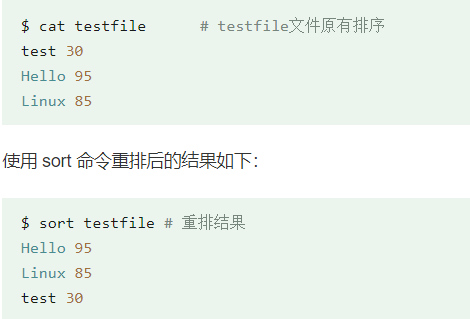 $ cat testfile      # testfile文件原有排序
test 30
Hello 95
Linux 85
使用 sort 命令重排后的结果如下：
$ sort testfile # 重排结果
Hello 95
Linux 85
test 30